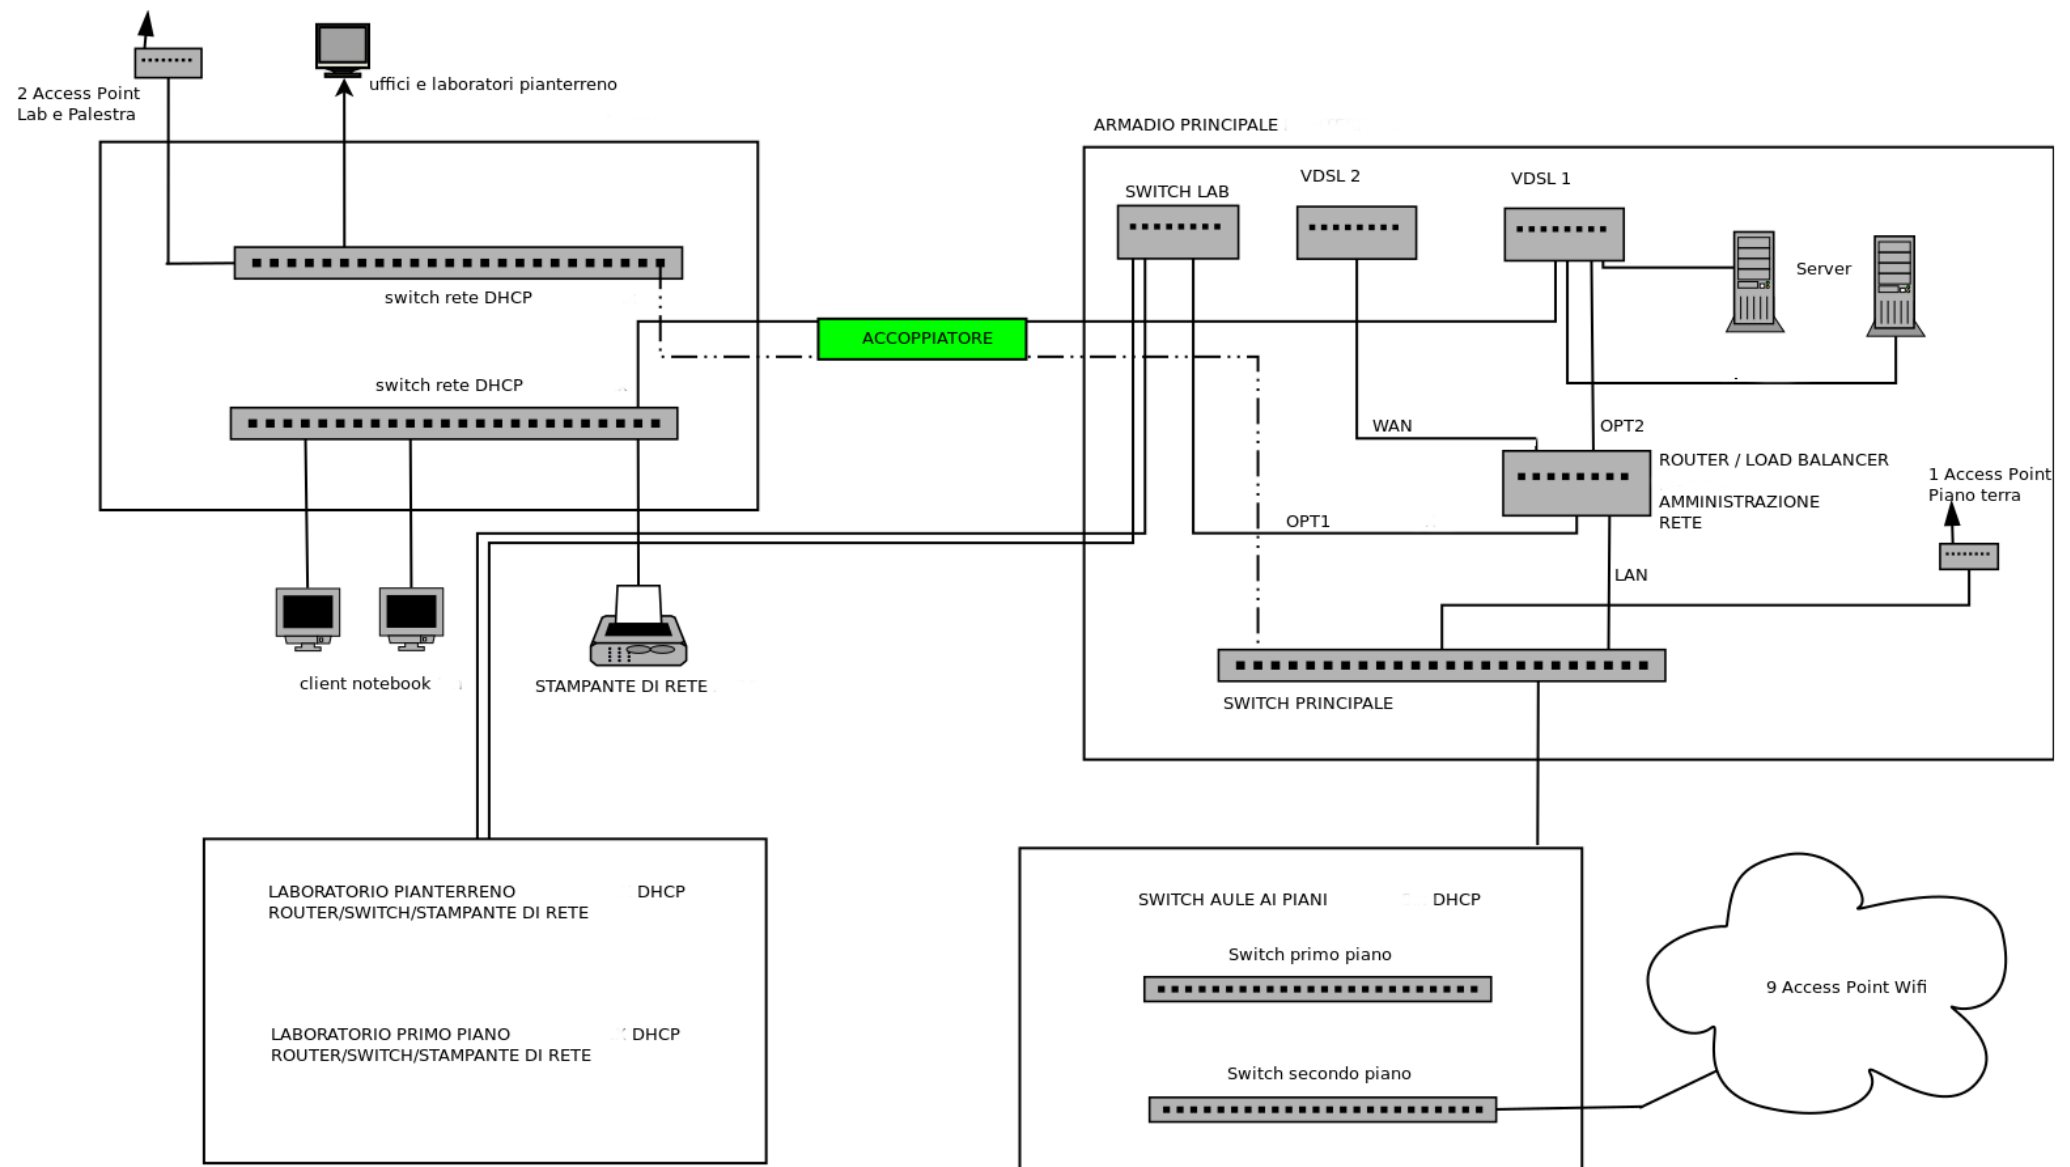 2 Access Point
Lab e Palestra
uffici e laboratori pianterreno
switch rete DHCP
switch rete DHCP
client notebook
STAMPANTE DI RETE
ACCOPPIATORE
ARMADIO PRINCIPALE
SWITCH LAB
VDSL 2
VDSL 1
Server
WAN
OPT2
ROUTER / LOAD BALANCER
AMMINISTRAZIONE
RETE
1 Access Point
Piano terra
OPT1
LAN
SWITCH PRINCIPALE
LABORATORIO PIANTERRENO DHCP
ROUTER/SWITCH/STAMPANTE DI RETE
LABORATORIO PRIMO PIANO DHCP
ROUTER/SWITCH/STAMPANTE DI RETE
SWITCH AULE AI PIANI DHCP
Switch primo piano
Switch secondo piano
9 Access Point Wifi